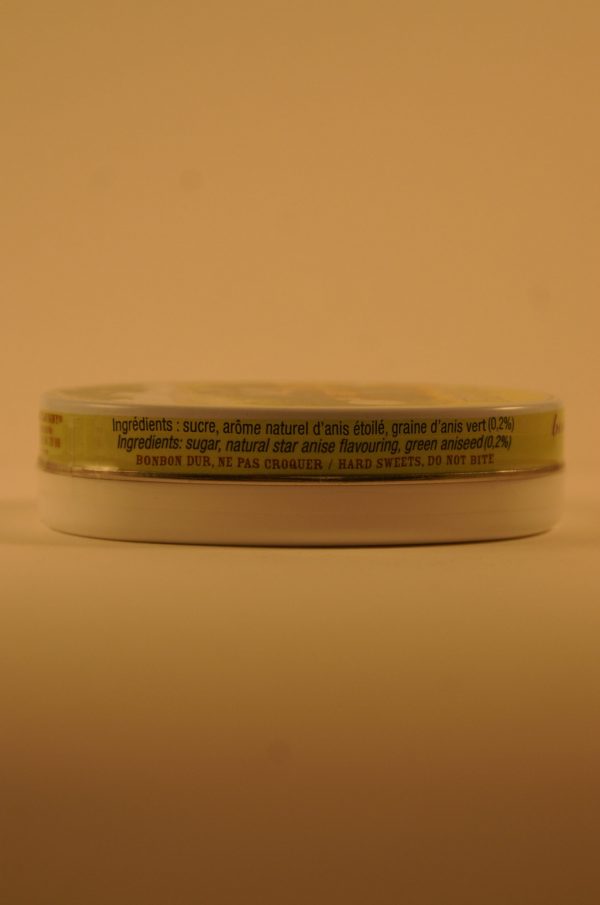 Ingrédients : sucre, arôme naturel d'anis étoilé, graine d'anis vert (0,2%)
Ingredients: sugar, natural star anise flavouring, green aniseed (0,2%)
BONBON DUR, NE PAS CROQUER / HARD SWEETS, DO NOT BITE